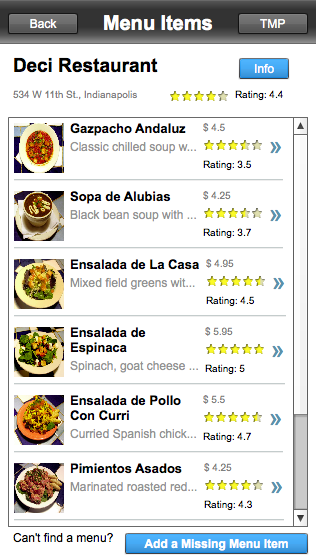 Back
Menu Items
TMP
Deci Restaurant
Info
534 W 11th St., Indianapolis
Rating: 4.4
Gazpacho Andaluz
$ 4.5
Classic chilled soup w...
Rating: 3.5
Sopa de Alubias
$ 4.25
Black bean soup with ...
Rating: 3.7
Ensalada de La Casa
$ 4.95
Mixed field greens wit...
Rating: 4.5
Ensalada de
Espinaca
$ 5.95
Spinach, goat cheese ...
Rating: 5
Ensalada de Pollo
Con Curri
$ 5.5
Curried Spanish chick...
Rating: 4.7
Pimientos Asados
$ 4.25
Marinated roasted red...
Rating: 4.3
Can't find a menu?
Add a Missing Menu Item